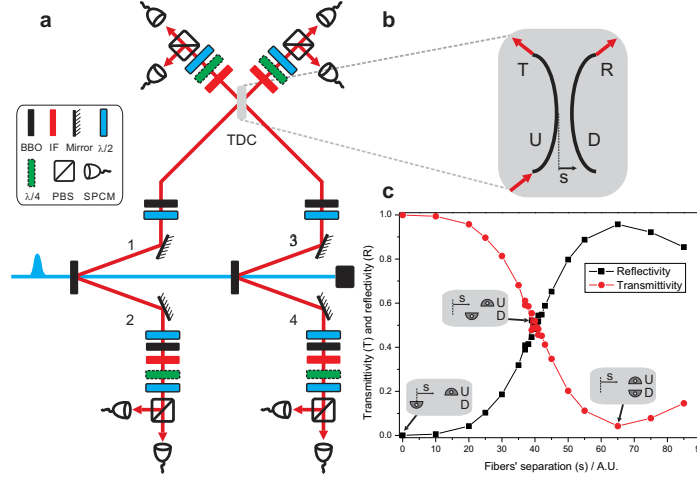 a
BBO IF Mirror λ/2
λ/4 PBS SPCM
TDC
1
3
2
4
b
T R
U D
s
c
Transmittivity (T) and reflectivity (R)
1.0
0.8
0.6
0.4
0.2
0.0
Reflectivity
Transmittivity
s U
D
s U
D
s U
D
0 10 20 30 40 50 60 70 80
Fibers' separation (s) / A.U.